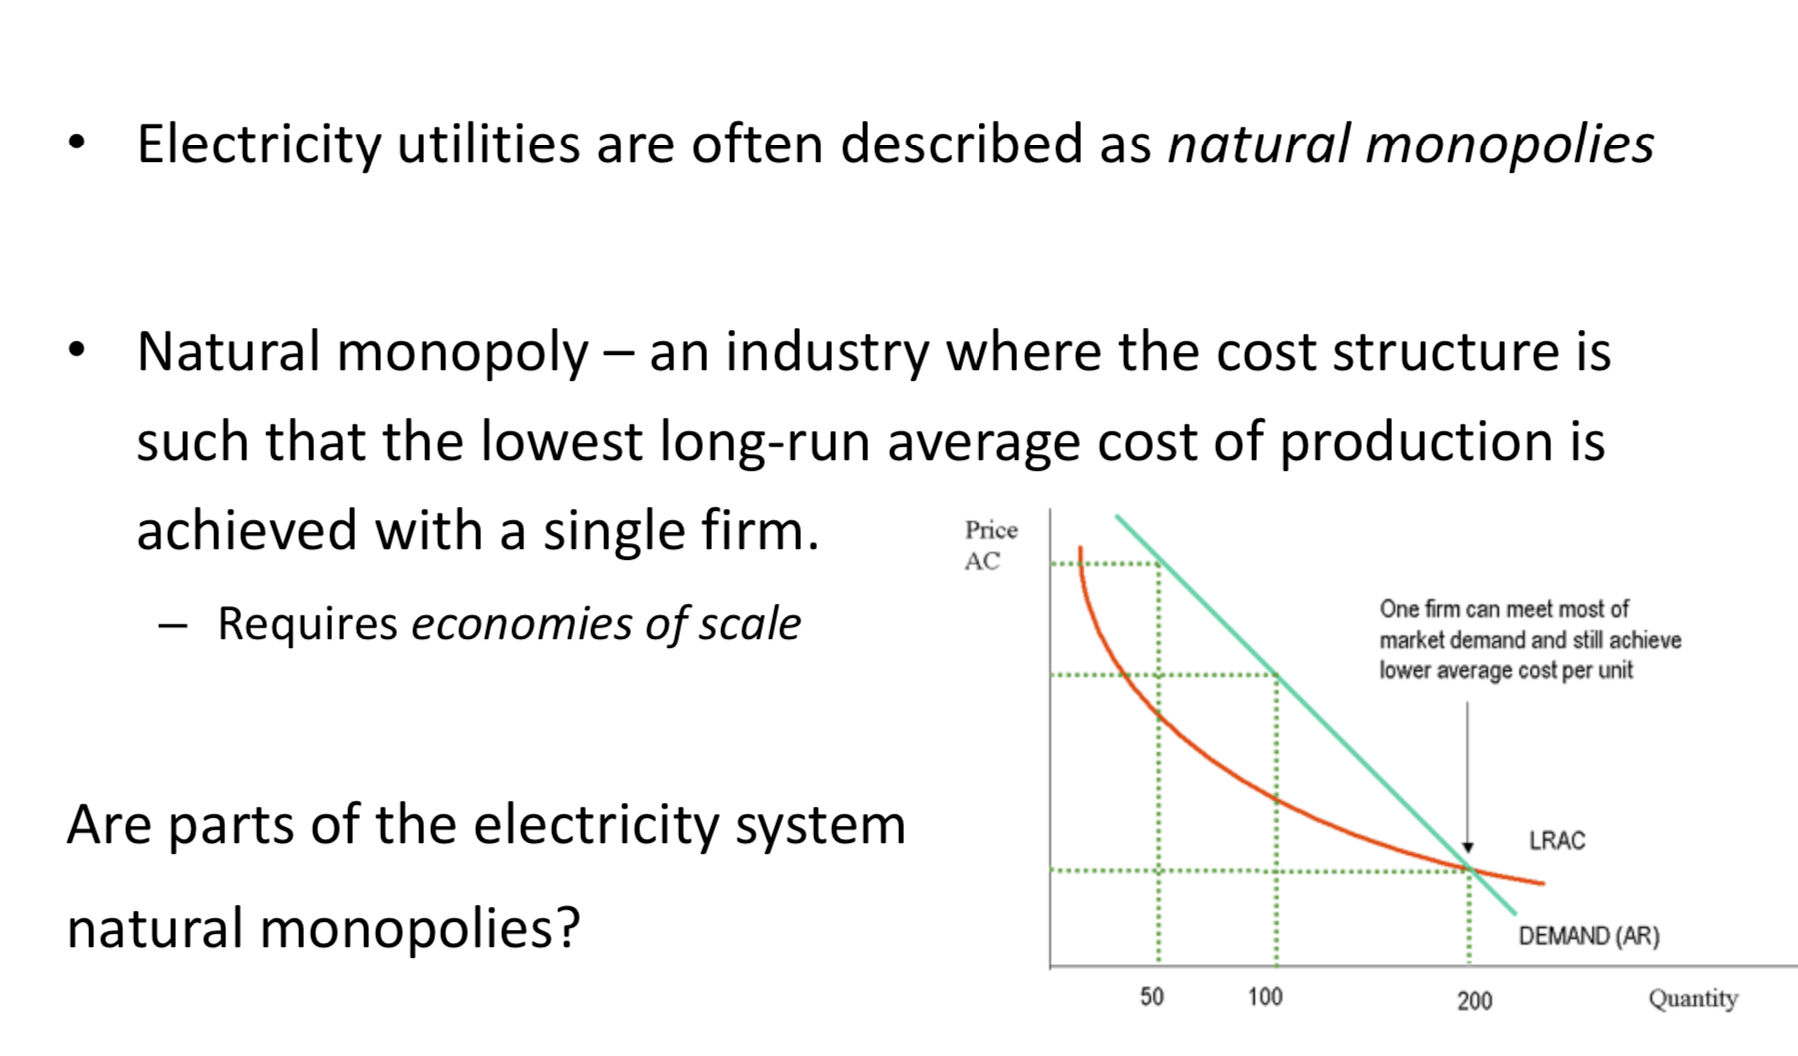 • Electricity utilities are often described as natural monopolies
• Natural monopoly – an industry where the cost structure is
such that the lowest long-run average cost of production is
achieved with a single firm.
– Requires economies of scale
Are parts of the electricity system
natural monopolies?
Price
AC
One firm can meet most of
market demand and still achieve
lower average cost per unit
LRAC
DEMAND (AR)
50 100 200 Quantity